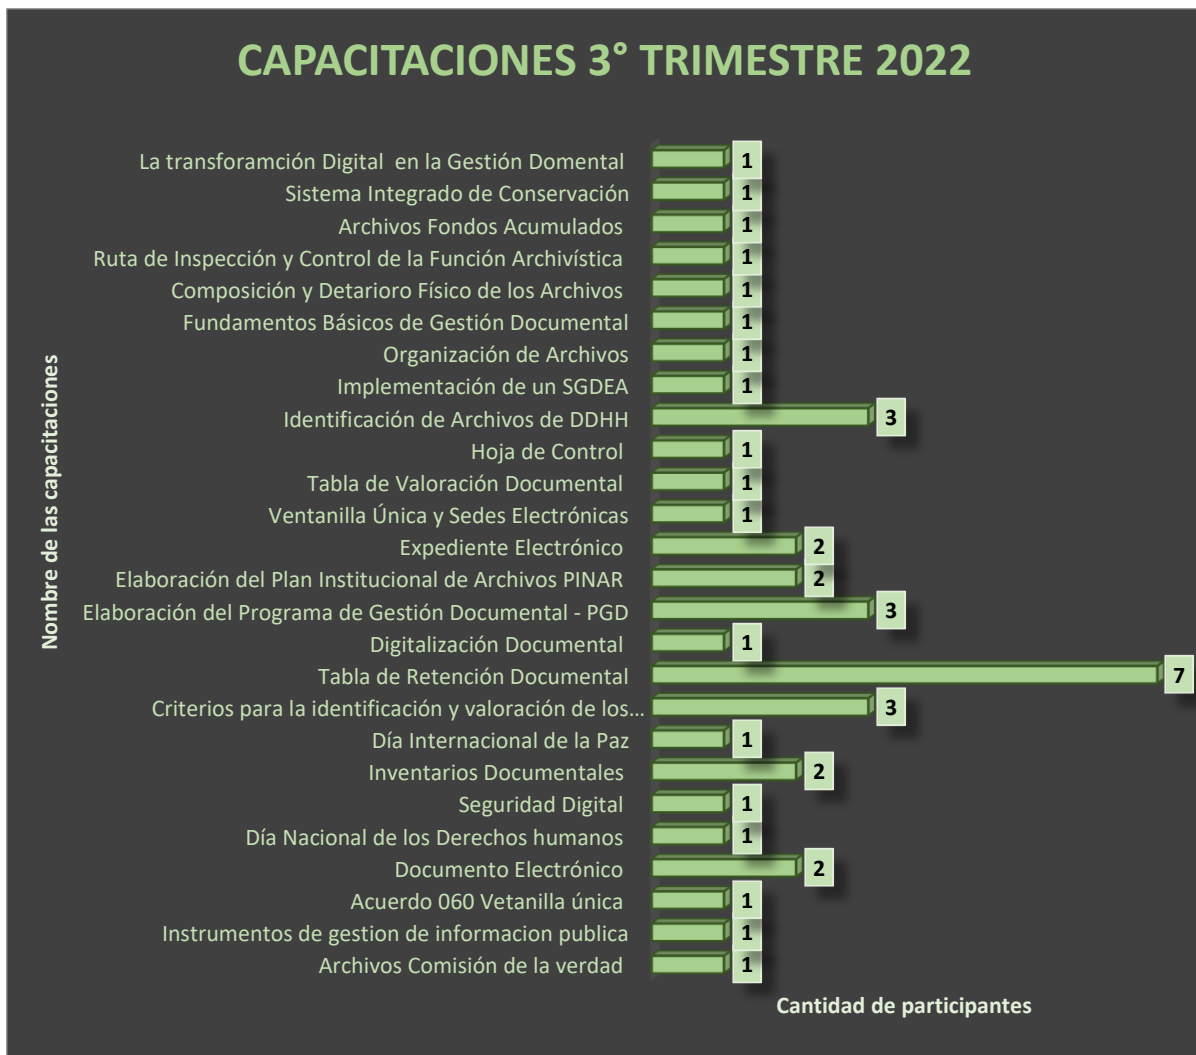 CAPACITACIONES 3° TRIMESTRE 2022
La transforamción Digital en la Gestión Domental 1
Sistema Integrado de Conservación 1
Archivos Fondos Acumulados 1
Ruta de Inspección y Control de la Función Archivística 1
Composición y Detarioro Físico de los Archivos 1
Fundamentos Básicos de Gestión Documental 1
Organización de Archivos 1
Implementación de un SGDEA 1
Identificación de Archivos de DDHH 3
Hoja de Control 1
Tabla de Valoración Documental 1
Ventanilla Única y Sedes Electrónicas 1
Expediente Electrónico 2
Elaboración del Plan Institucional de Archivos PINAR 2
Elaboración del Programa de Gestión Documental - PGD 3
Digitalización Documental 1
Tabla de Retención Documental 7
Criterios para la identificación y valoración de los... 3
Día Internacional de la Paz 1
Inventarios Documentales 2
Seguridad Digital 1
Día Nacional de los Derechos humanos 1
Documento Electrónico 2
Acuerdo 060 Vetanilla única 1
Instrumentos de gestion de informacion publica 1
Archivos Comisión de la verdad 1
Nombre de las capacitaciones
Cantidad de participantes